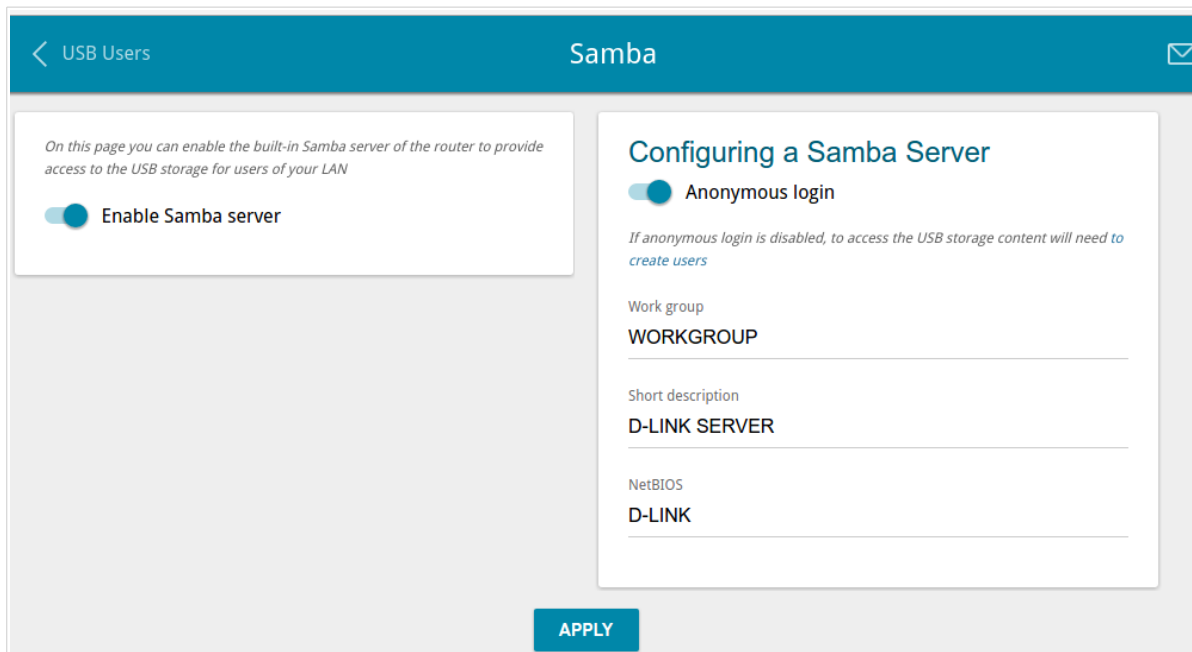 USB Users
Samba
On this page you can enable the built-in Samba server of the router to provide
access to the USB storage for users of your LAN
Enable Samba server
Configuring a Samba Server
Anonymous login
If anonymous login is disabled, to access the USB storage content will need to
create users
Work group
WORKGROUP
Short description
D-LINK SERVER
NetBIOS
D-LINK
APPLY